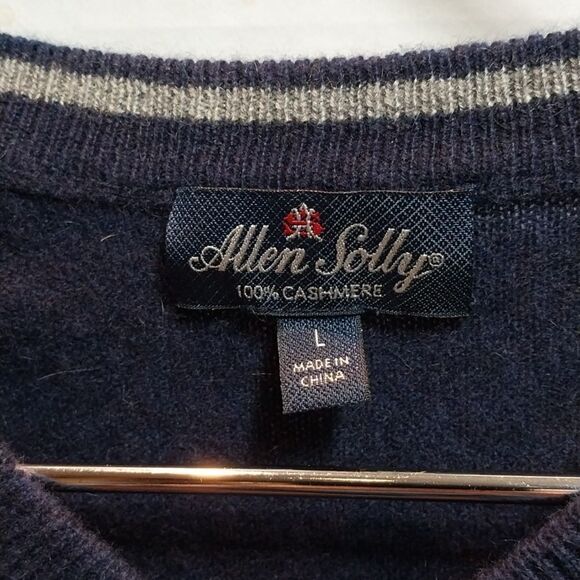 Allen Solly®
100% CASHMERE
L
MADE IN
CHINA